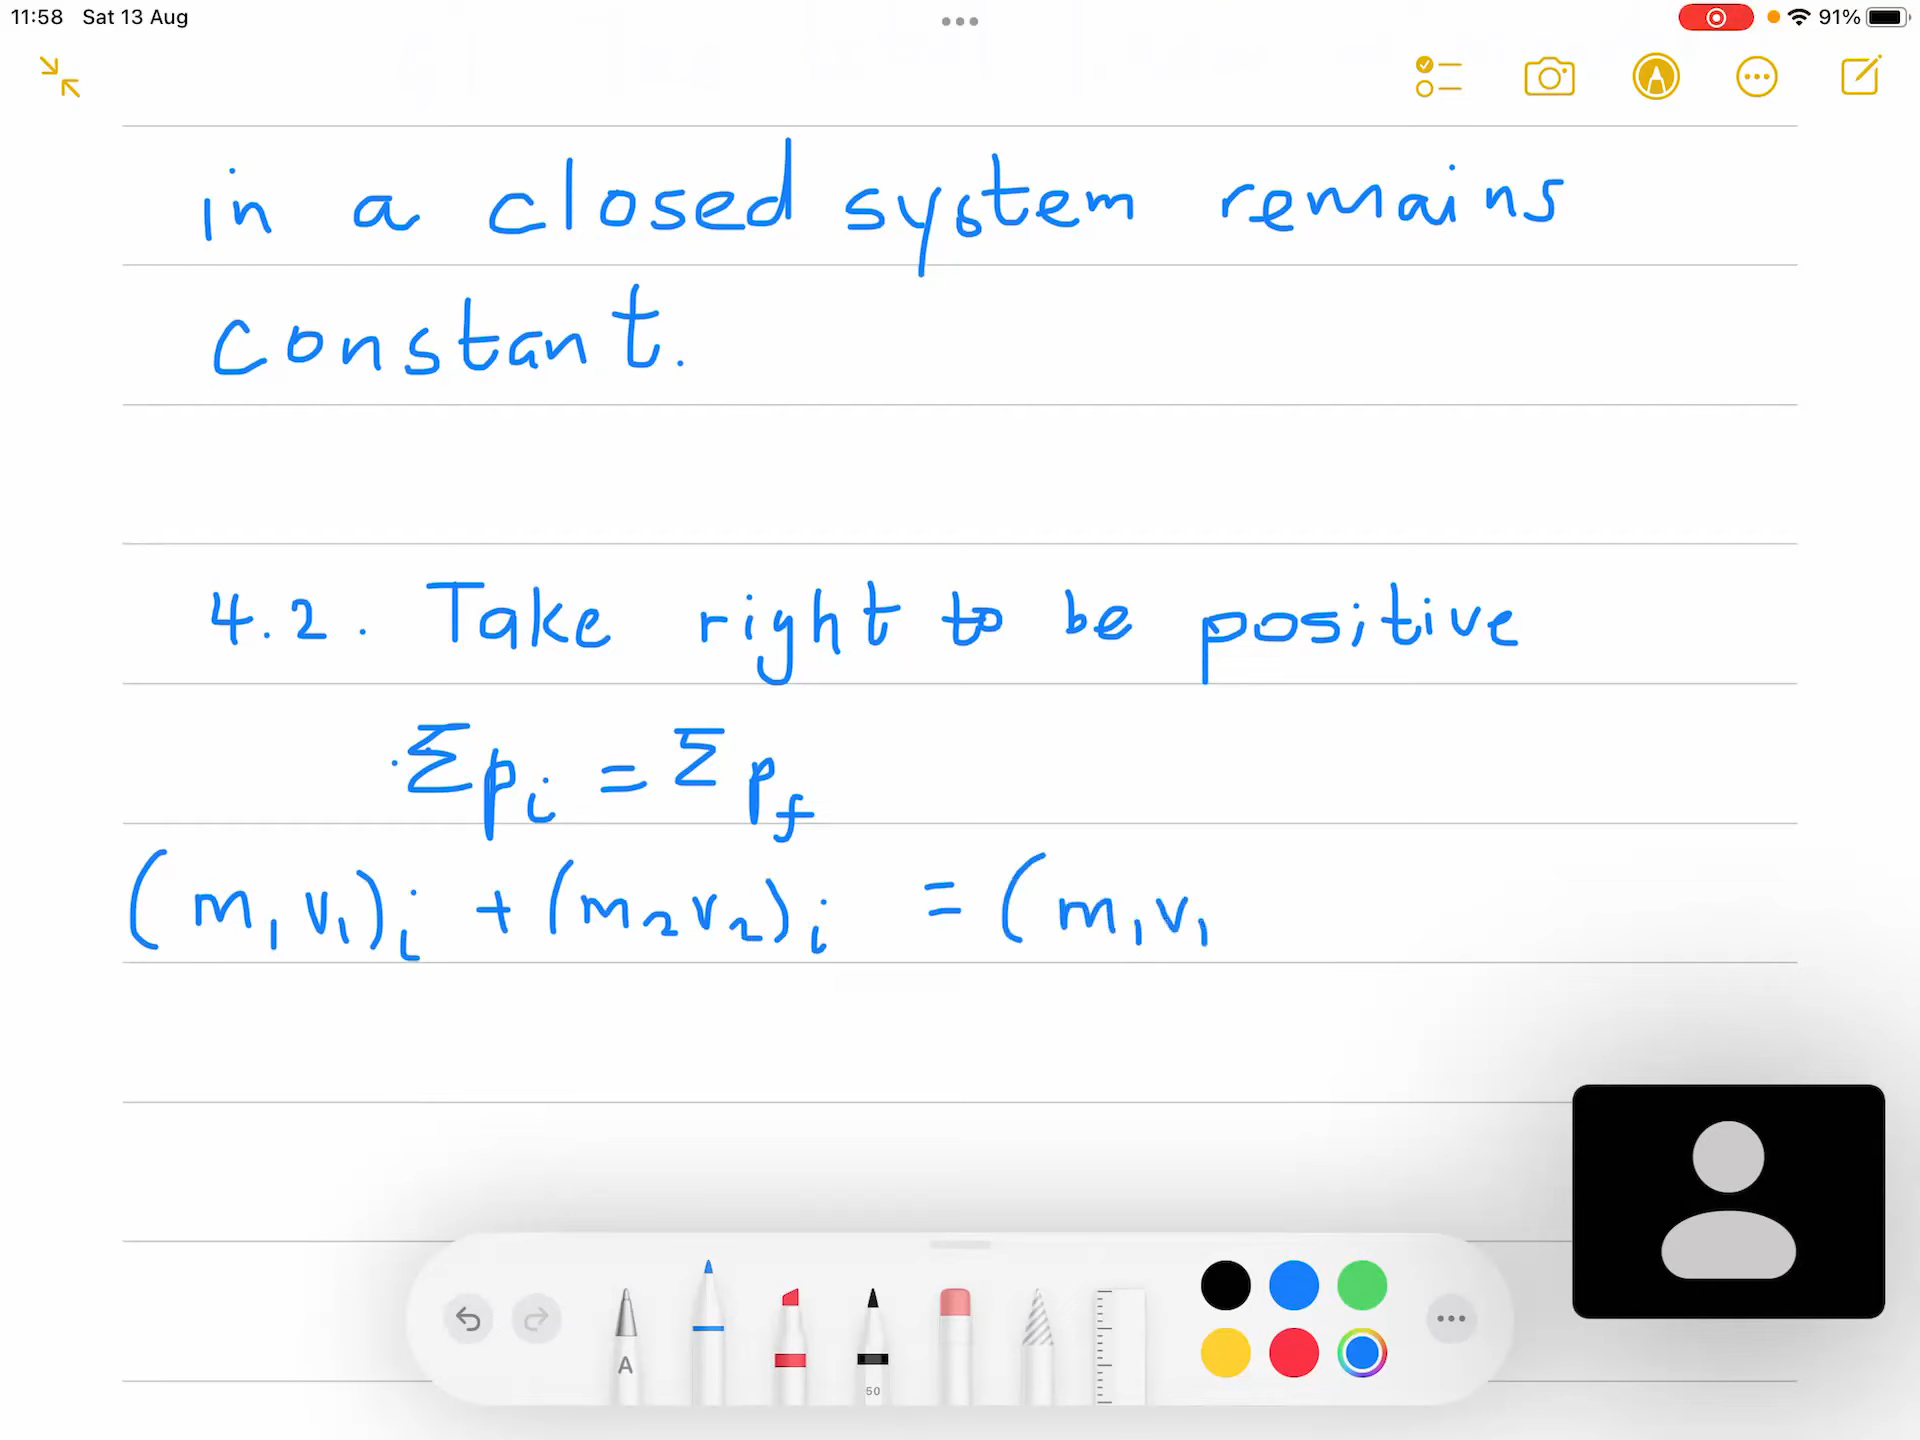 11:58 Sat 13 Aug 91%
in a closed system remains
constant.
4.2. Take right to be positive
Σpᵢ = Σp_f
(m₁v₁)ᵢ + (m₂v₂)ᵢ = (m₁v₁
A
50